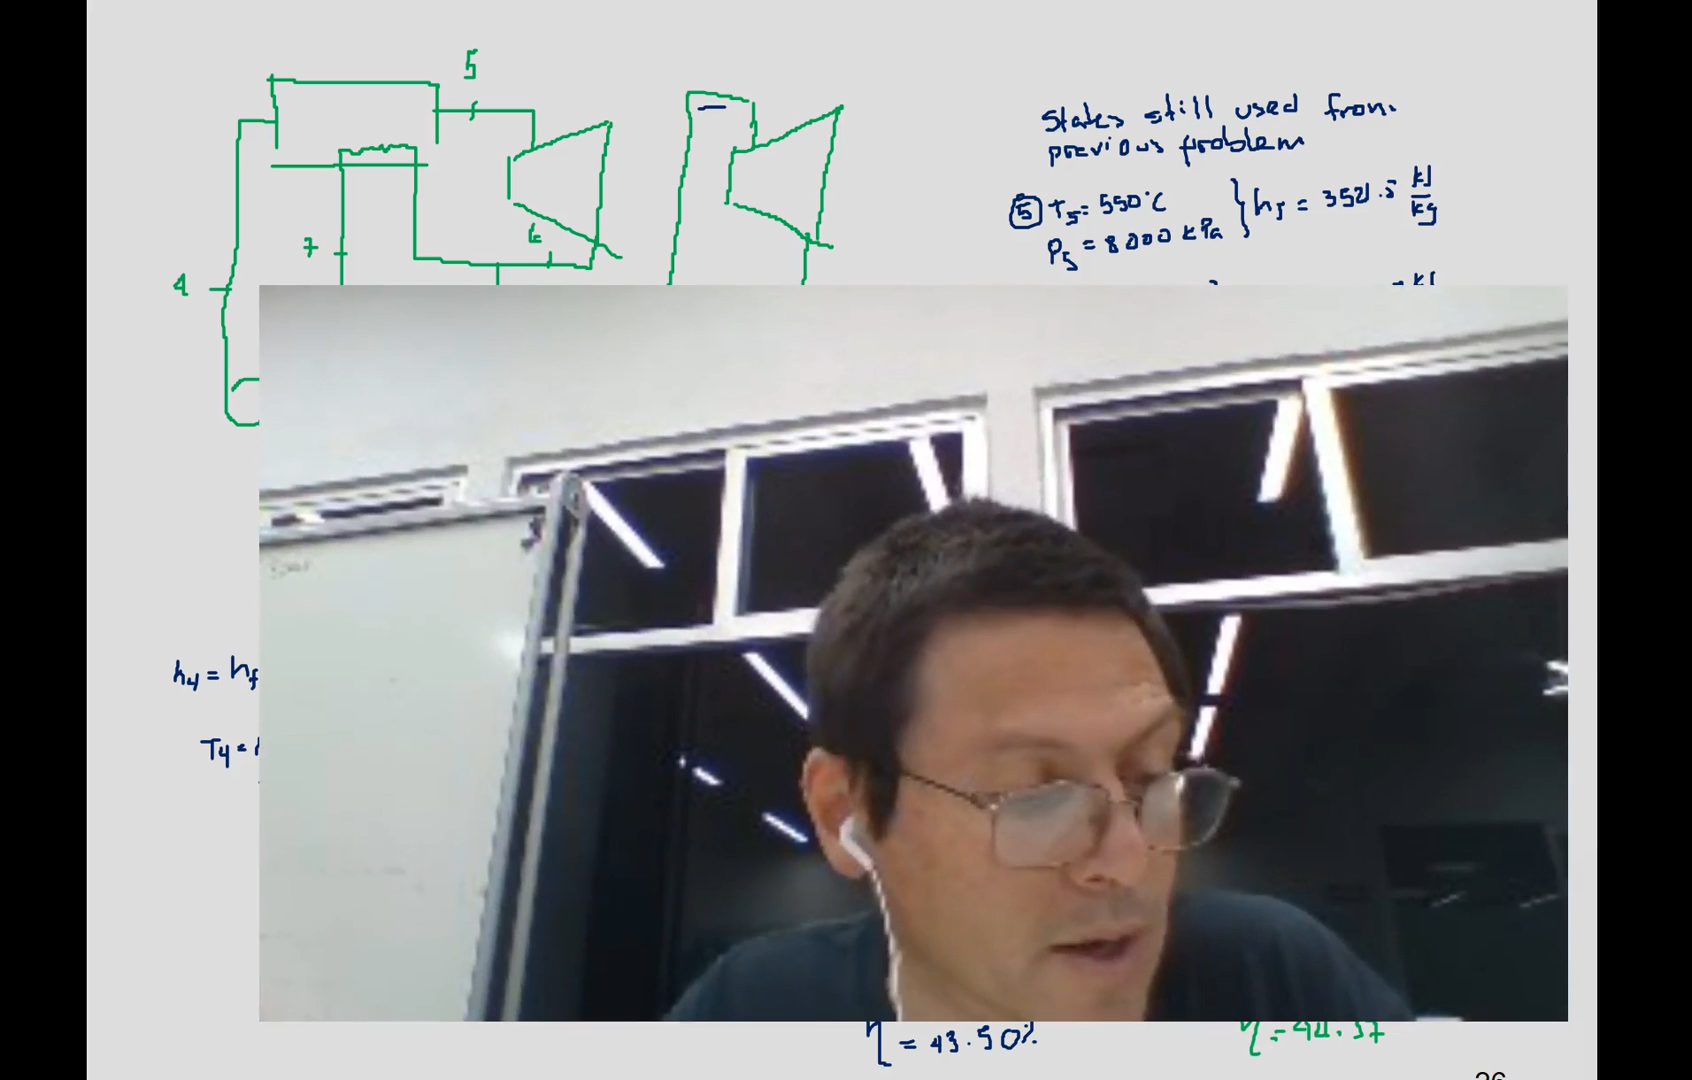 5
States still used from
previous problem
⑤ T5 = 550°C } h5 = 3521.5 kJ/kg
P5 = 8000 kPa
7
6
4
h4 = hf
T4 =
η = 43.50%
η = 44.37
26